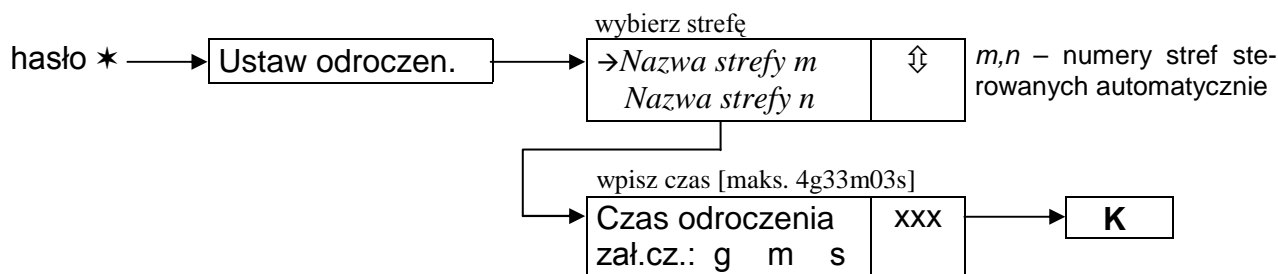 wybierz strefę
hasło ✶ Ustaw odroczen. →Nazwa strefy m ⇳ m,n – numery stref ste-
Nazwa strefy n rowanych automatycznie
wpisz czas [maks. 4g33m03s]
Czas odroczenia xxx K
zał.cz.: g m s